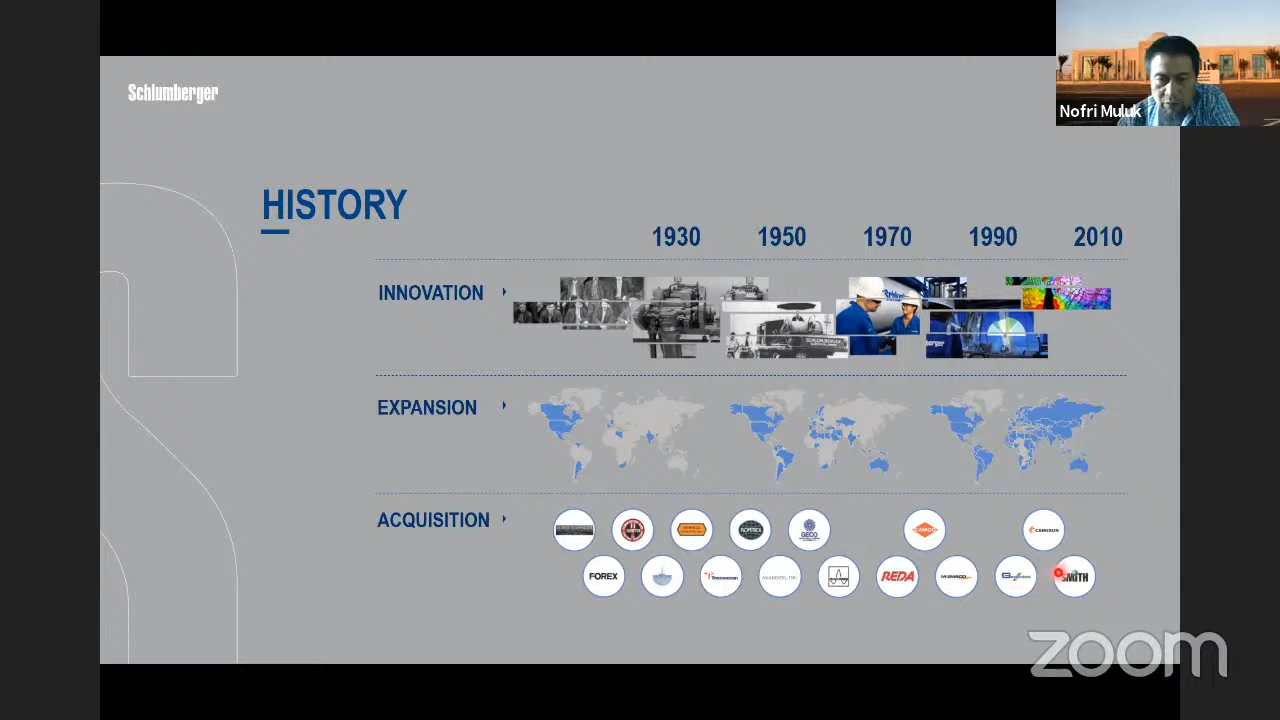 Schlumberger
Nofri Muluk
HISTORY
1930 1950 1970 1990 2010
INNOVATION
EXPANSION
ACQUISITION
GECO
CAMCO
CAMERON
FOREX
Transocean
REDA
SMITH
zoom